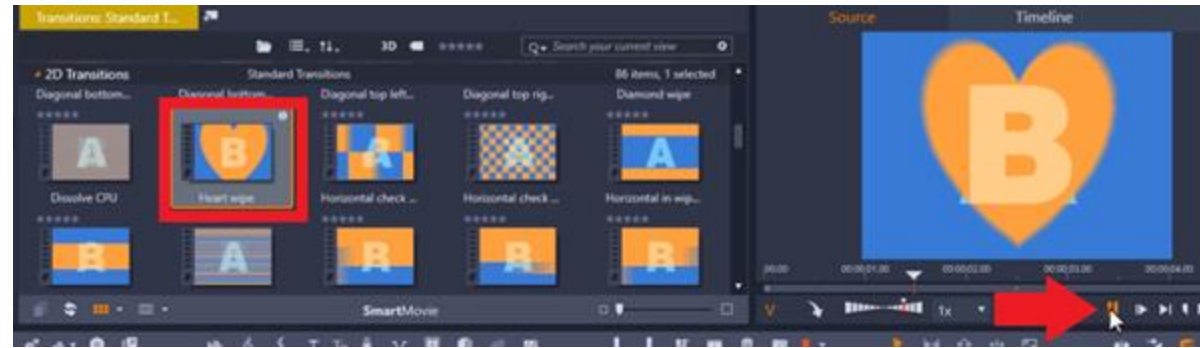 Transitions: Standard T...
Source
Timeline
3D
Search your current view
2D Transitions
Standard Transitions
86 items, 1 selected
Diagonal bottom...
Diagonal bottom...
Diagonal top left...
Diagonal top rig...
Diamond wipe
A
B
A
A
A
B
Dissolve CPU
Heart wipe
Horizontal check ...
Horizontal check ...
Horizontal in wip...
B
A
B
B
B
00:00
00:00:01.00
00:00:02.00
00:00:03.00
00:00:04.00
SmartMovie
V
1x